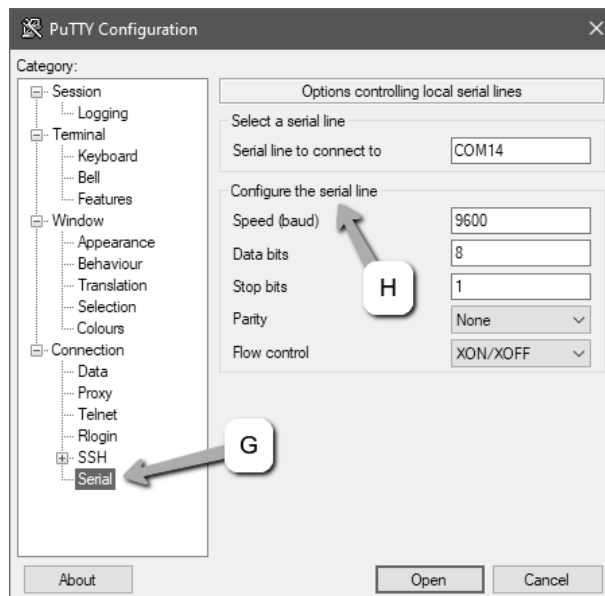 PuTTY Configuration
Category:
Session
Logging
Terminal
Keyboard
Bell
Features
Window
Appearance
Behaviour
Translation
Selection
Colours
Connection
Data
Proxy
Telnet
Rlogin
SSH
Serial
Options controlling local serial lines
Select a serial line
Serial line to connect to COM14
Configure the serial line
Speed (baud) 9600
Data bits 8
Stop bits 1
Parity None
Flow control XON/XOFF
H
G
About Open Cancel